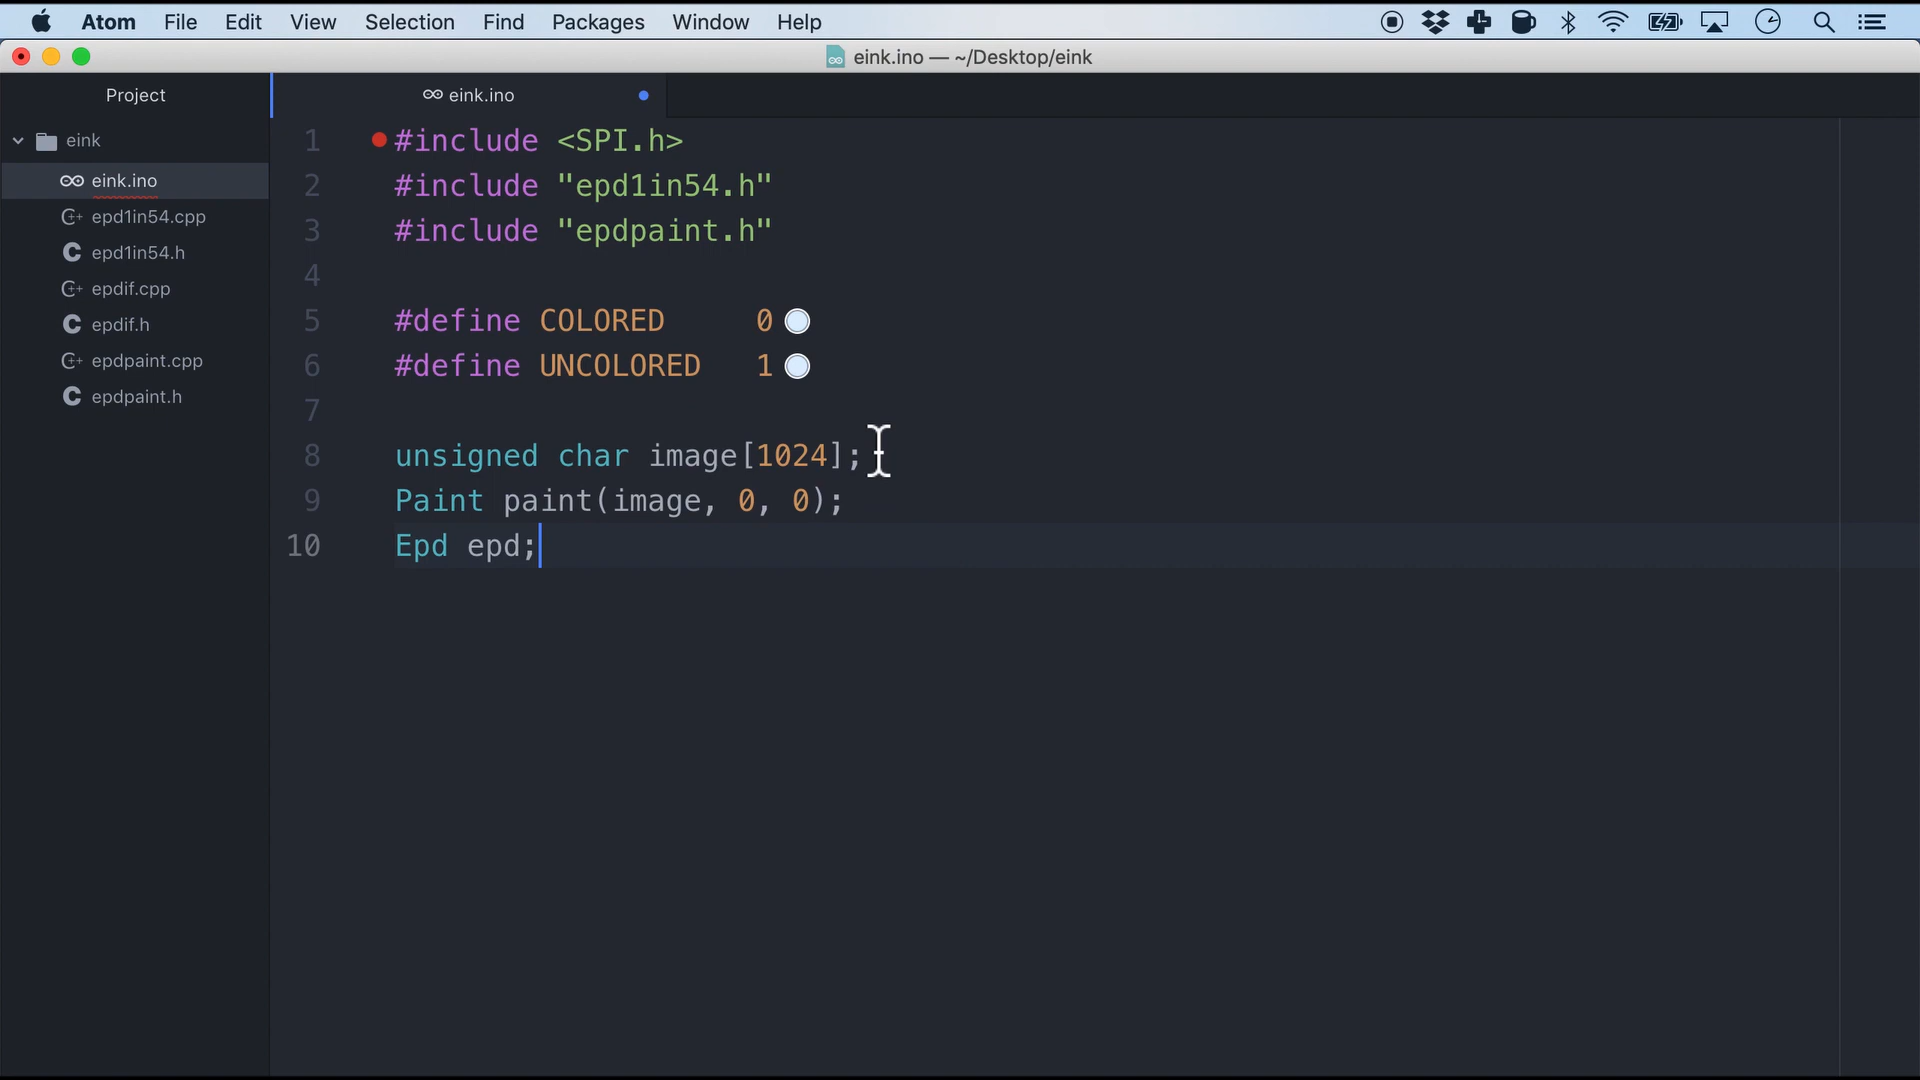 Atom File Edit View Selection Find Packages Window Help
eink.ino — ~/Desktop/eink
Project
eink.ino
eink
eink.ino
epd1in54.cpp
epd1in54.h
epdif.cpp
epdif.h
epdpaint.cpp
epdpaint.h
1 #include <SPI.h>
2 #include "epd1in54.h"
3 #include "epdpaint.h"
4
5 #define COLORED 0
6 #define UNCOLORED 1
7
8 unsigned char image[1024];
9 Paint paint(image, 0, 0);
10 Epd epd;